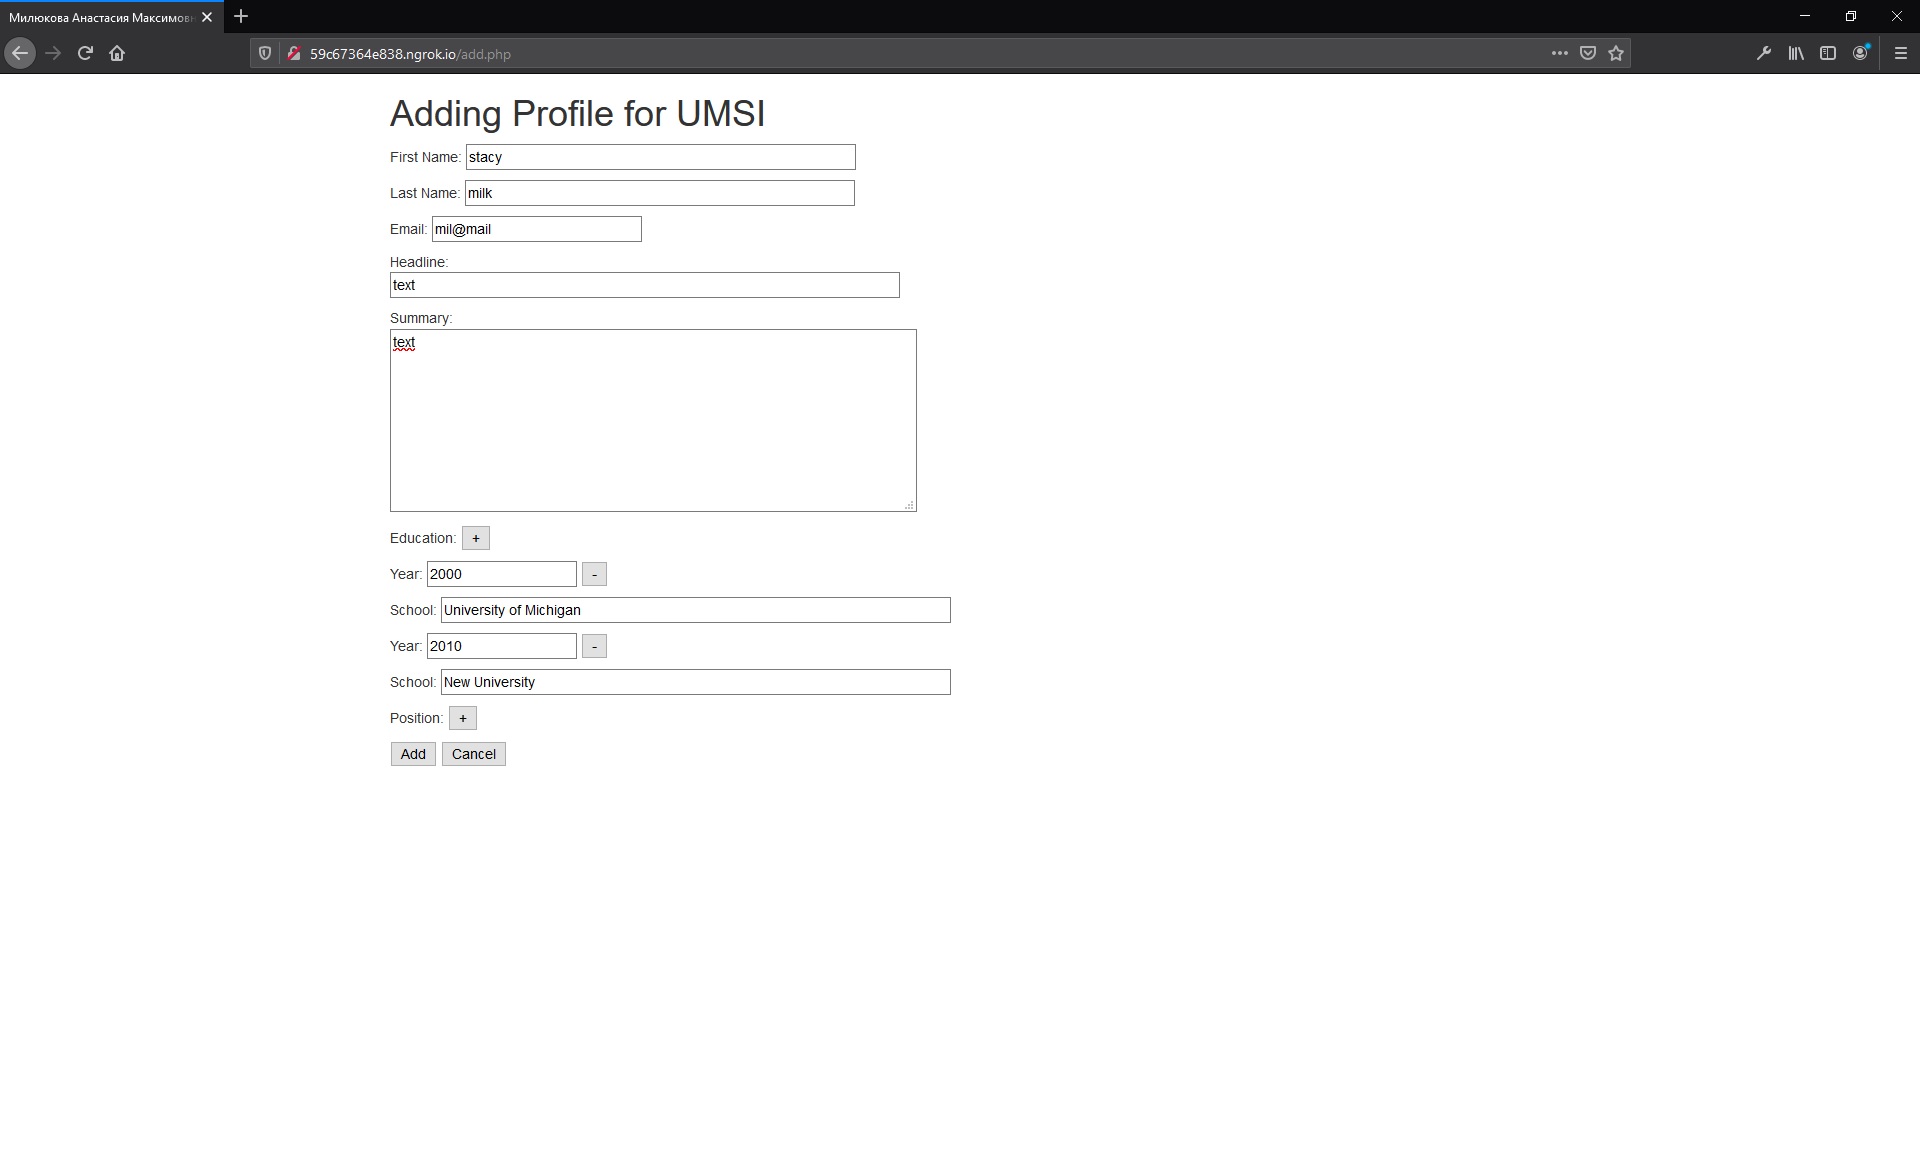 Милюкова Анастасия Максимовн
59c67364e838.ngrok.io/add.php
Adding Profile for UMSI
First Name: stacy
Last Name: milk
Email: mil@mail
Headline:
text
Summary:
text
Education: +
Year: 2000 -
School: University of Michigan
Year: 2010 -
School: New University
Position: +
Add Cancel